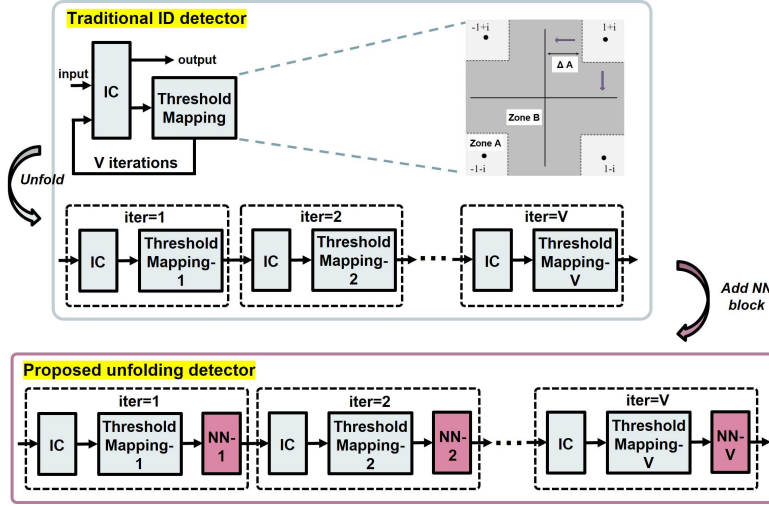 Traditional ID detector
input
IC
output
Threshold
Mapping
V iterations
-1+i
1+i
Δ A
Zone B
Zone A
-1-i
1-i
Unfold
iter=1
IC
Threshold
Mapping-
1
iter=2
IC
Threshold
Mapping-
2
iter=V
IC
Threshold
Mapping-
V
Add NN
block
Proposed unfolding detector
iter=1
IC
Threshold
Mapping-
1
NN-
1
iter=2
IC
Threshold
Mapping-
2
NN-
2
iter=V
IC
Threshold
Mapping-
V
NN-
V